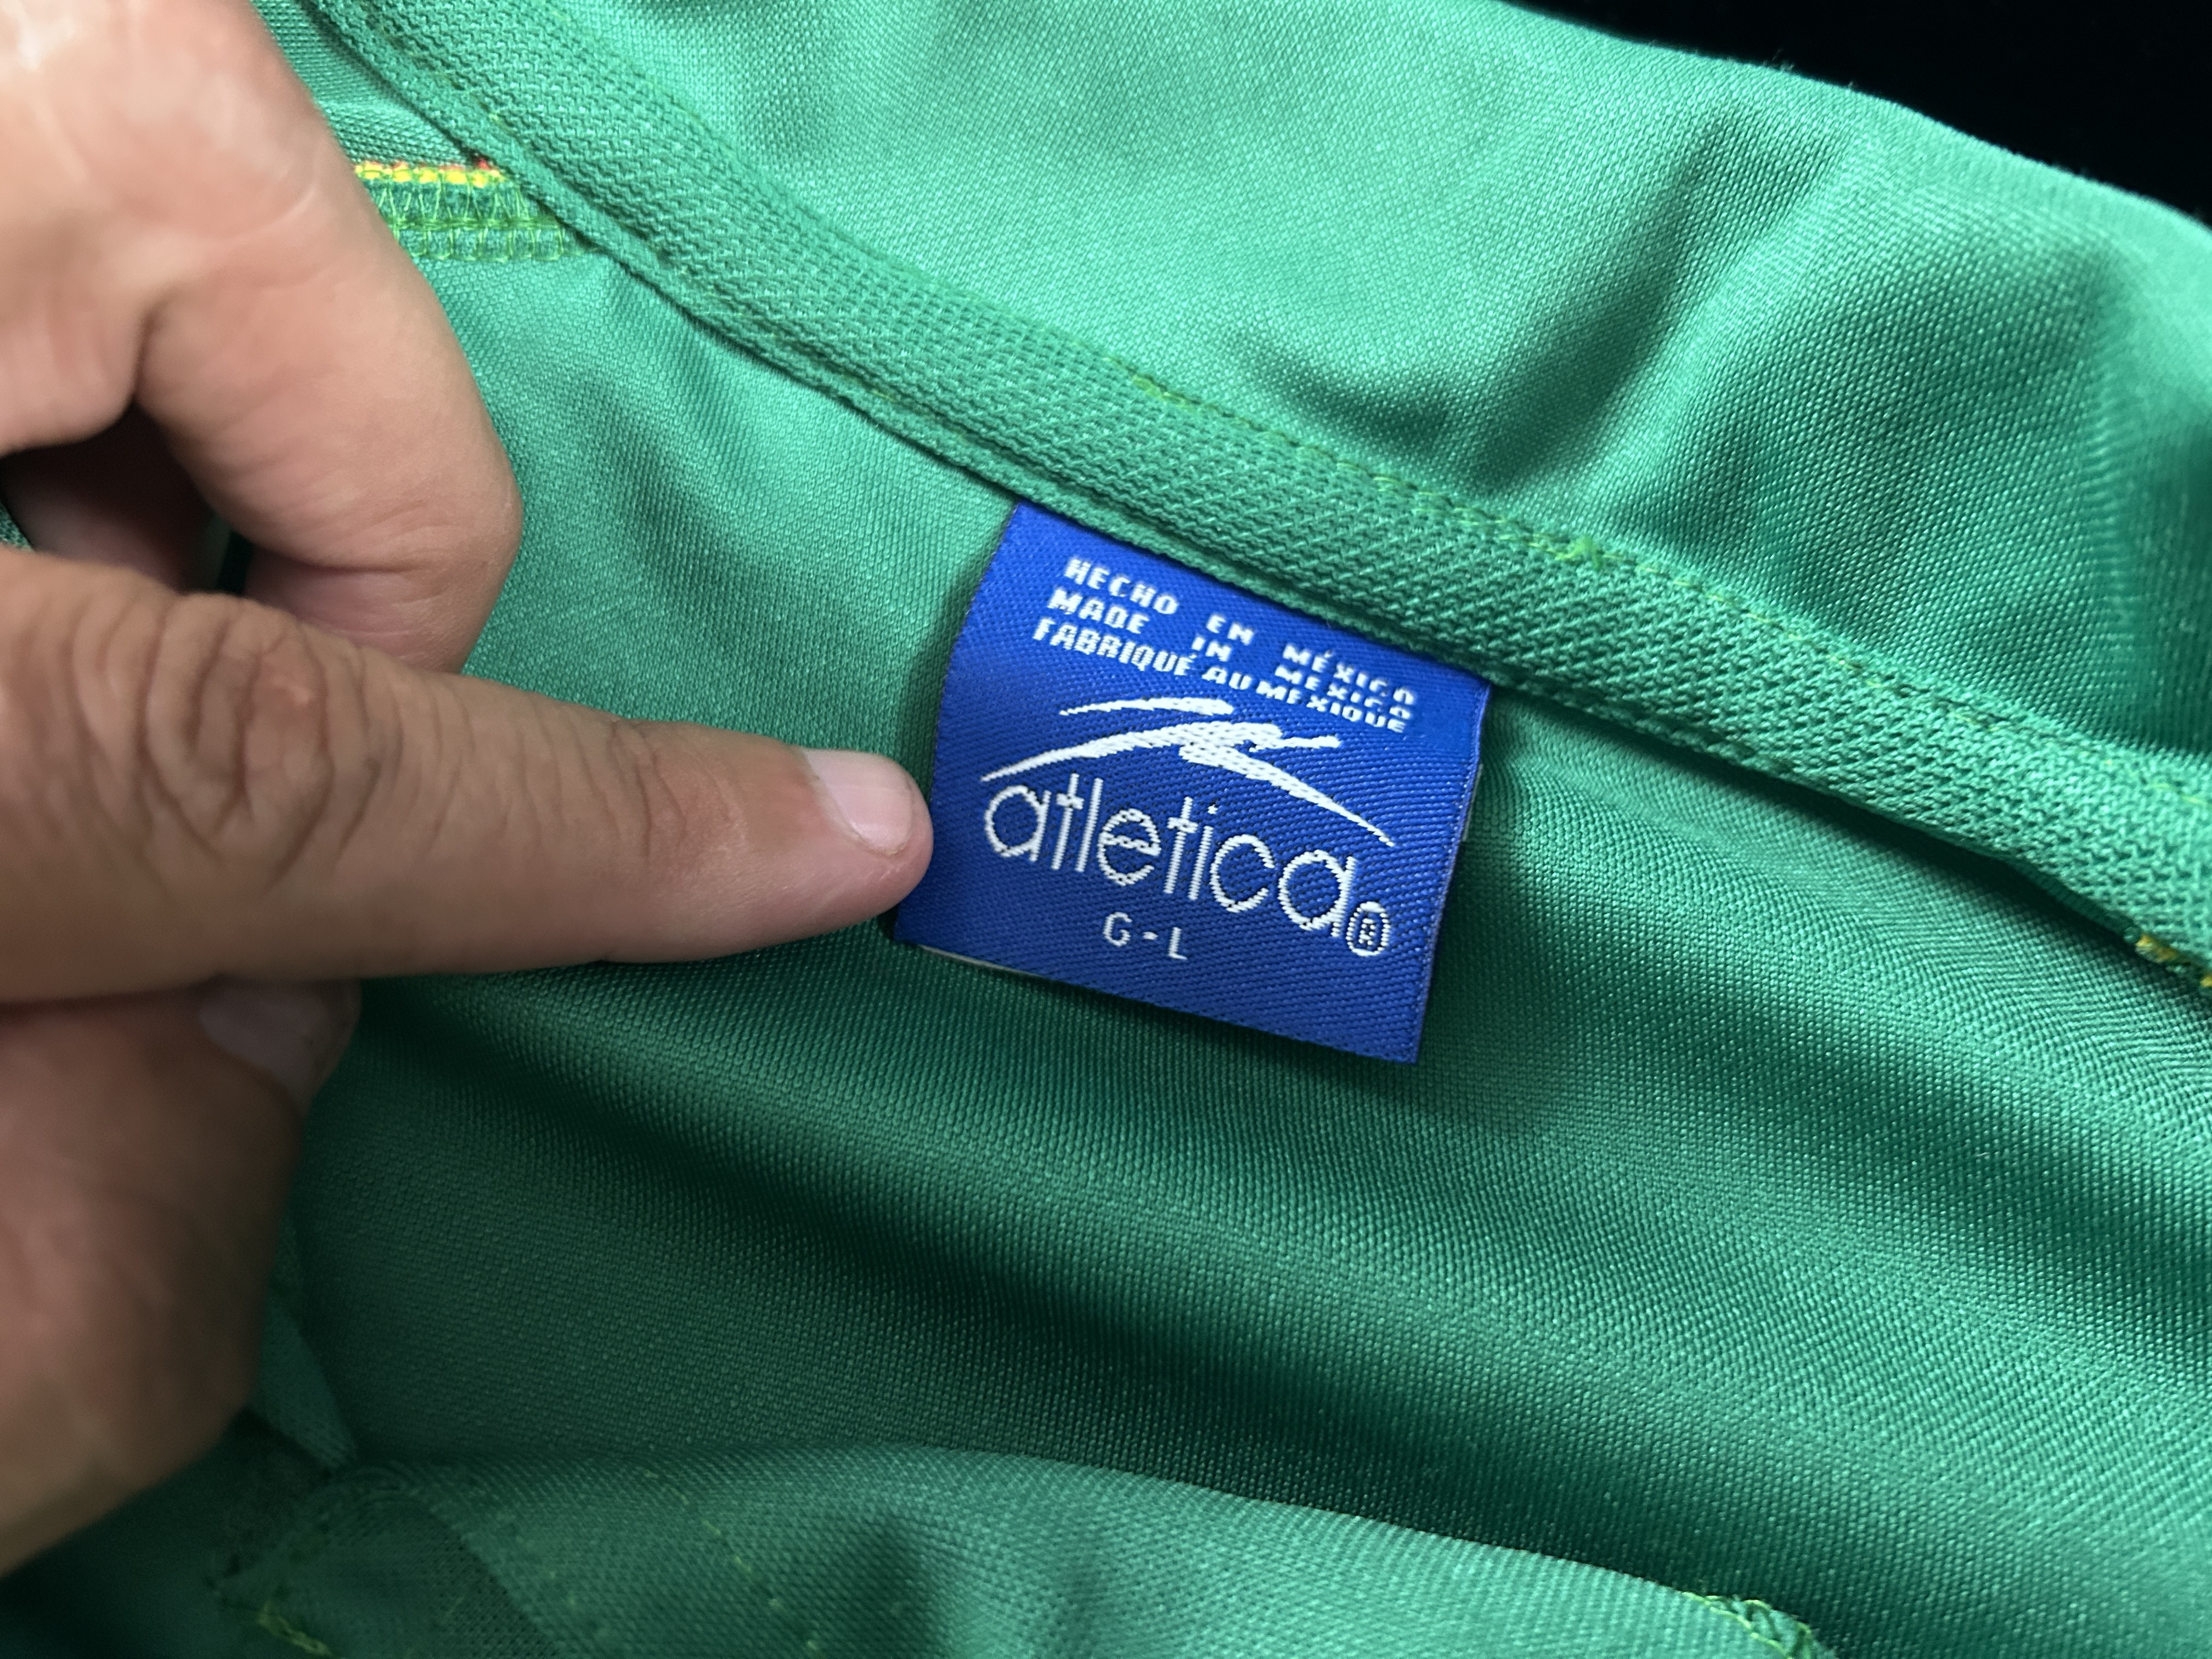 HECHO EN MÉXICO
MADE IN MEXICO
FABRIQUÉ AU MEXIQUE
atletica®
G-L